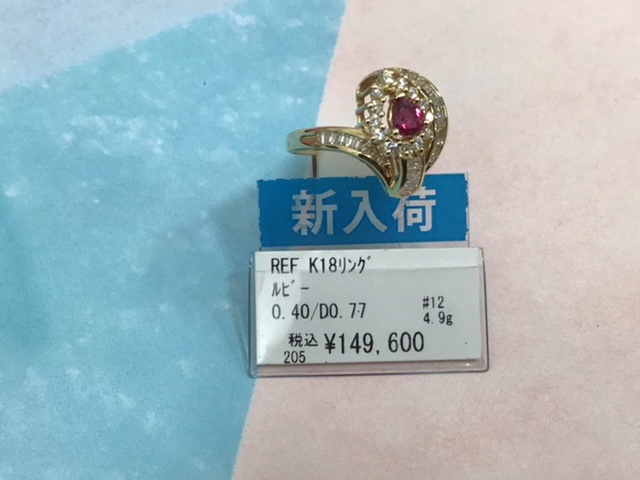 新入荷
REF K18ﾘﾝｸﾞ
ﾙﾋﾞｰ
0.40/D0.77 #12
4.9g
税込 ¥149,600
205